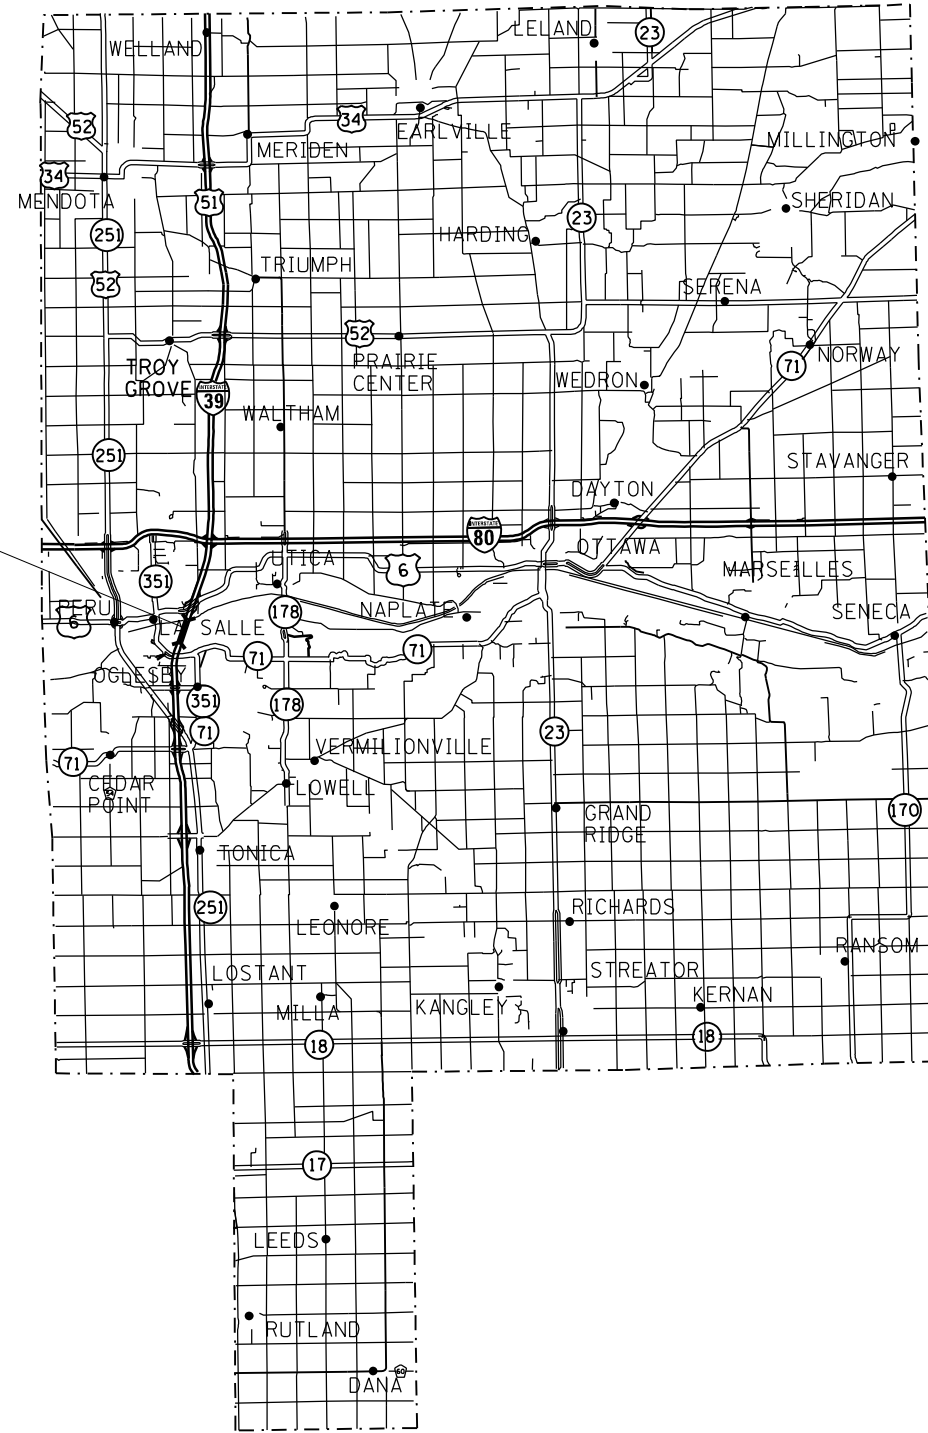 LELAND
23
WELLAND
34
52
EARLVILLE
MILLINGTON
MERIDEN
34
MENDOTA
51
SHERIDAN
23
251
HARDING
TRIUMPH
52
SERENA
52
PRAIRIE
CENTER
NORWAY
71
TROY
GROVE
WEDRON
INTERSTATE
39
WALTHAM
251
STAVANGER
DAYTON
INTERSTATE
80
OTTAWA
UTICA
6
MARSEILLES
351
PERU
6
178
NAPLATE
SENECA
LA SALLE
71
71
OGLESBY
351
178
71
23
VERMILIONVILLE
71
CEDAR
POINT
LOWELL
GRAND
RIDGE
170
TONICA
251
LEONORE
RICHARDS
RANSOM
LOSTANT
STREATOR
MILLA
KANGLEY
KERNAN
18
18
17
LEEDS
RUTLAND
DANA